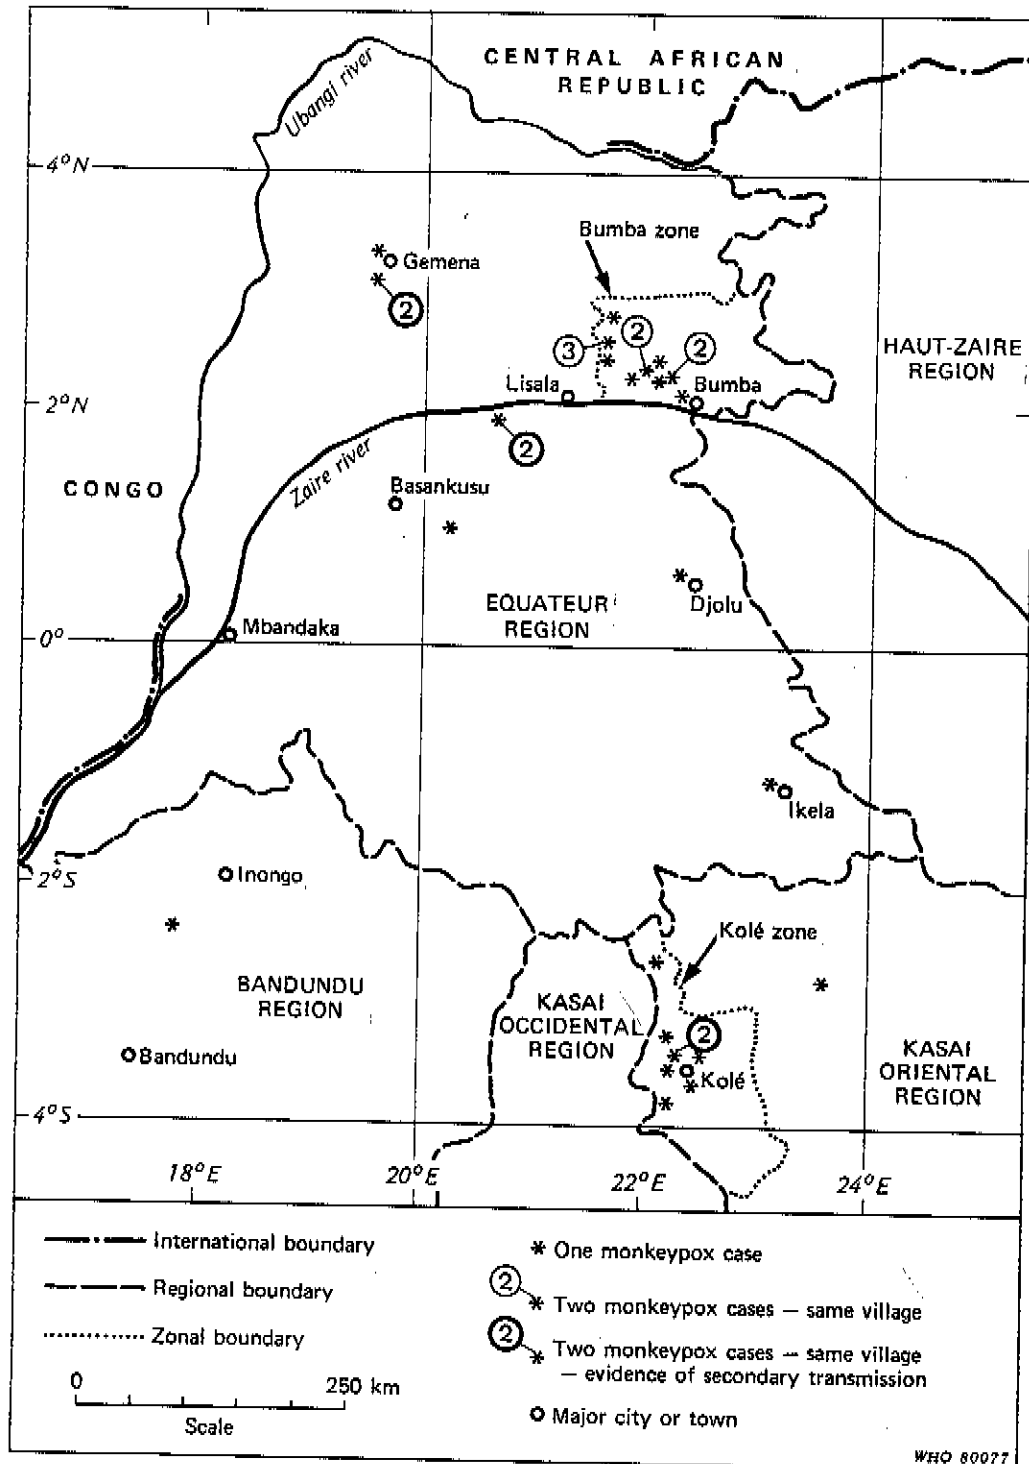 CENTRAL AFRICAN
REPUBLIC
Ubangi river
4°N
Bumba zone
*
Gemena
*
2
*
2
3
*
2
*
*
*
*
*
*
*
HAUT-ZAIRE
REGION
Lisala
Bumba
2°N
*
2
Zaire river
CONGO
Basankusu
*
*
Djolu
EQUATEUR
REGION
Mbandaka
0°
*
Ikela
2°S
Inongo
*
Kolé zone
*
*
BANDUNDU
REGION
KASAI
OCCIDENTAL
REGION
*
2
*
*
*
Kolé
*
*
KASAI
ORIENTAL
REGION
Bandundu
4°S
18°E
20°E
22°E
24°E
International boundary
Regional boundary
Zonal boundary
0
250 km
Scale
* One monkeypox case
2
* Two monkeypox cases – same village
2
* Two monkeypox cases – same village
– evidence of secondary transmission
Major city or town
WHO 80077